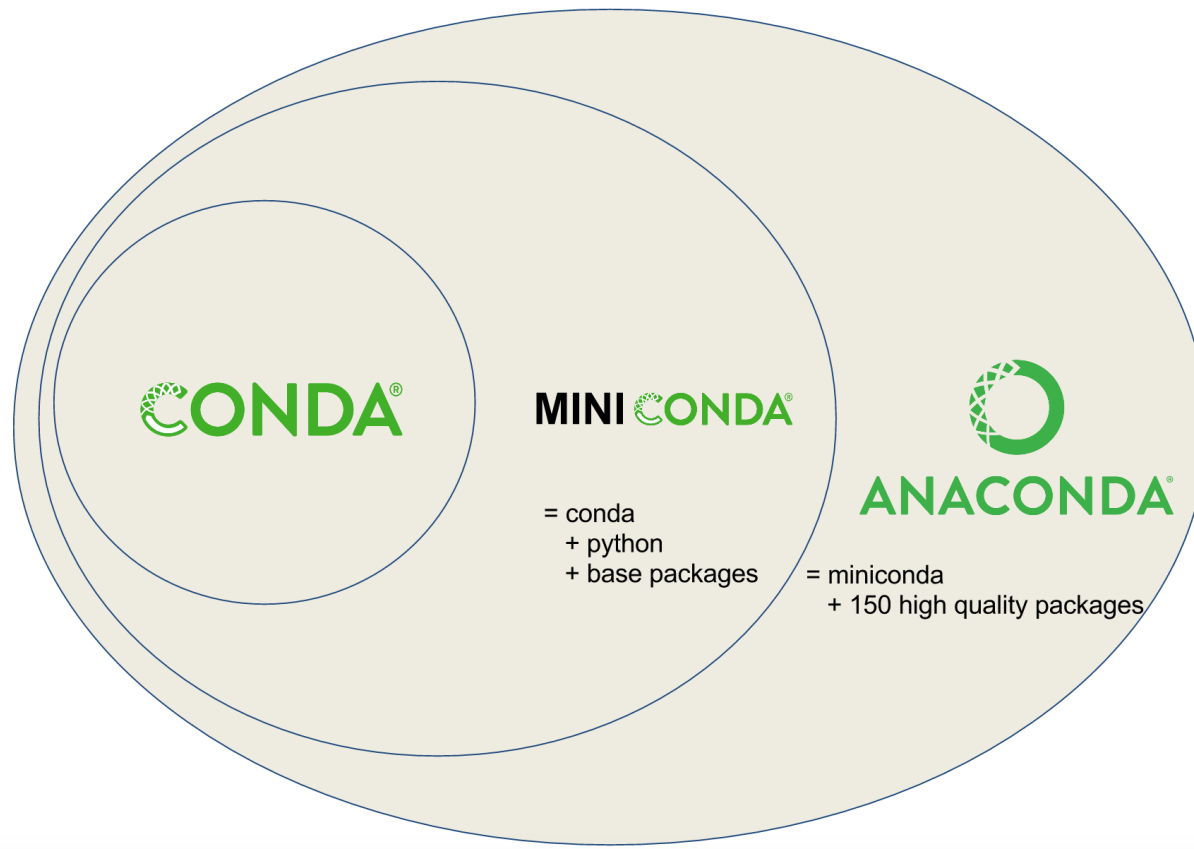 CONDA®
MINI CONDA®
= conda
+ python
+ base packages
ANACONDA®
= miniconda
+ 150 high quality packages